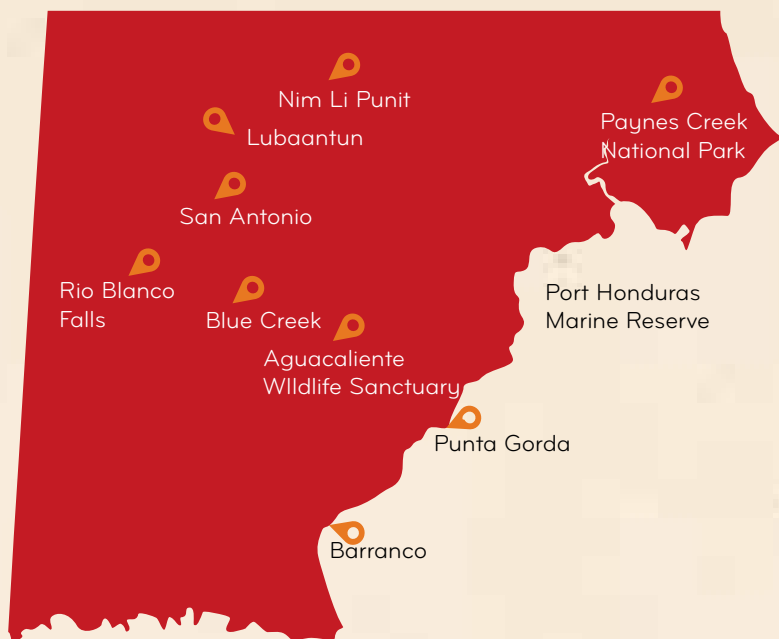 Nim Li Punit
Lubaantun
Paynes Creek
National Park
San Antonio
Rio Blanco
Falls
Blue Creek
Port Honduras
Marine Reserve
Aguacaliente
WIldlife Sanctuary
Punta Gorda
Barranco